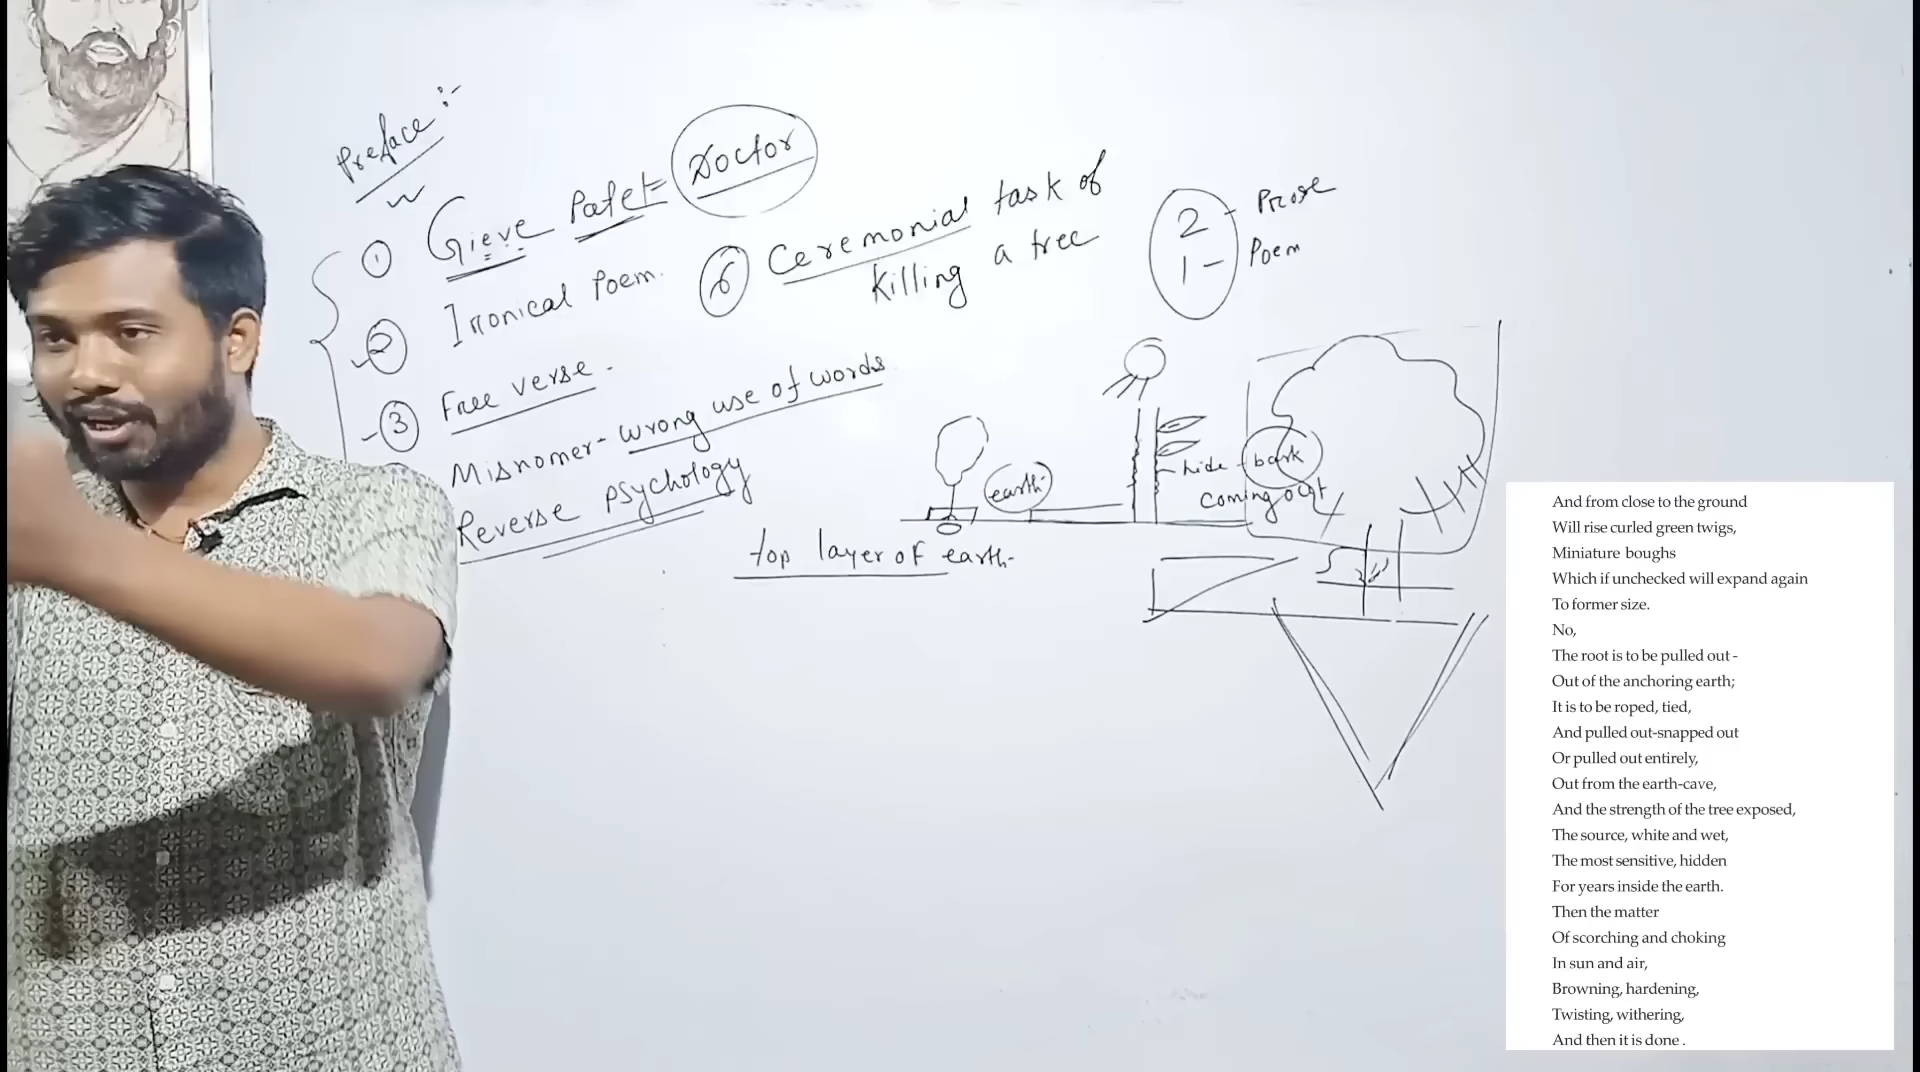 Preface :-
① Gieve Patel = Doctor
② Ironical Poem.
③ Free verse.
Misnomer - wrong use of words
Reverse psychology
⑥ Ceremonial task of
killing a tree
2 - Prose
1 - Poem
earth
top layer of earth
hide - bark
coming out
And from close to the ground
Will rise curled green twigs,
Miniature boughs
Which if unchecked will expand again
To former size.
No,
The root is to be pulled out -
Out of the anchoring earth;
It is to be roped, tied,
And pulled out-snapped out
Or pulled out entirely,
Out from the earth-cave,
And the strength of the tree exposed,
The source, white and wet,
The most sensitive, hidden
For years inside the earth.
Then the matter
Of scorching and choking
In sun and air,
Browning, hardening,
Twisting, withering,
And then it is done .